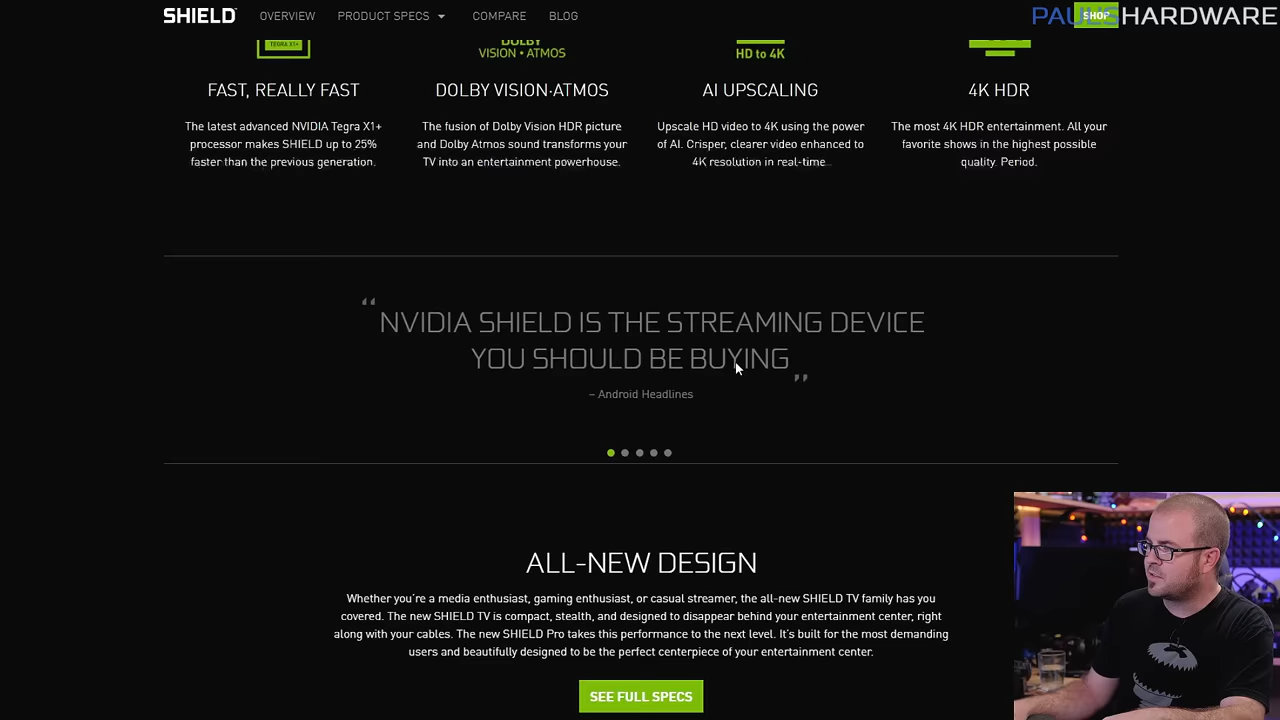 SHIELD
OVERVIEW
PRODUCT SPECS
COMPARE
BLOG
SHOP
PAUL'S HARDWARE
TEGRA X1+
DOLBY
VISION • ATMOS
HD to 4K
FAST, REALLY FAST
The latest advanced NVIDIA Tegra X1+
processor makes SHIELD up to 25%
faster than the previous generation.
DOLBY VISION·ATMOS
The fusion of Dolby Vision HDR picture
and Dolby Atmos sound transforms your
TV into an entertainment powerhouse.
AI UPSCALING
Upscale HD video to 4K using the power
of AI. Crisper, clearer video enhanced to
4K resolution in real-time.
4K HDR
The most 4K HDR entertainment. All your
favorite shows in the highest possible
quality. Period.
“ NVIDIA SHIELD IS THE STREAMING DEVICE
YOU SHOULD BE BUYING ”
– Android Headlines
ALL-NEW DESIGN
Whether you're a media enthusiast, gaming enthusiast, or casual streamer, the all-new SHIELD TV family has you
covered. The new SHIELD TV is compact, stealth, and designed to disappear behind your entertainment center, right
along with your cables. The new SHIELD Pro takes this performance to the next level. It's built for the most demanding
users and beautifully designed to be the perfect centerpiece of your entertainment center.
SEE FULL SPECS